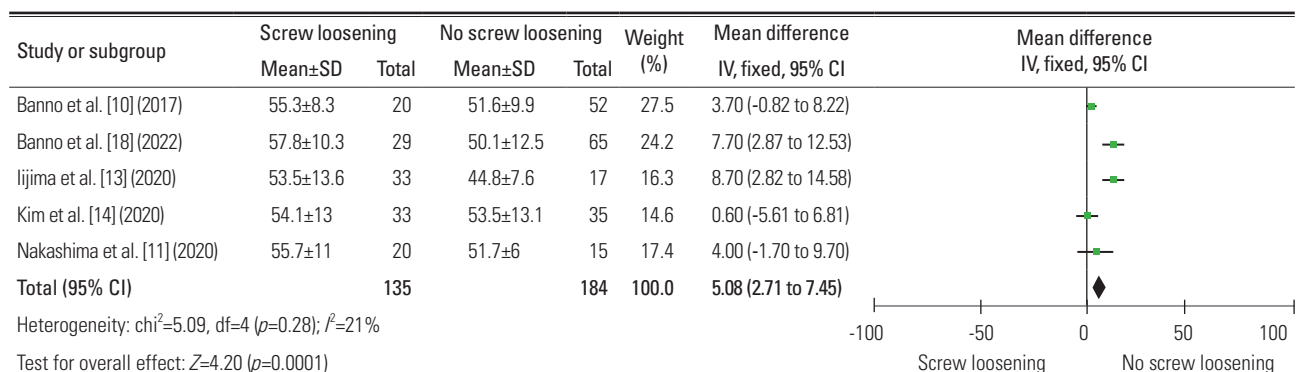 Study or subgroup Screw loosening No screw loosening Weight (%) Mean difference IV, fixed, 95% CI Mean difference IV, fixed, 95% CI
Mean±SD Total Mean±SD Total
Banno et al. [10] (2017) 55.3±8.3 20 51.6±9.9 52 27.5 3.70 (-0.82 to 8.22)
Banno et al. [18] (2022) 57.8±10.3 29 50.1±12.5 65 24.2 7.70 (2.87 to 12.53)
Iijima et al. [13] (2020) 53.5±13.6 33 44.8±7.6 17 16.3 8.70 (2.82 to 14.58)
Kim et al. [14] (2020) 54.1±13 33 53.5±13.1 35 14.6 0.60 (-5.61 to 6.81)
Nakashima et al. [11] (2020) 55.7±11 20 51.7±6 15 17.4 4.00 (-1.70 to 9.70)
Total (95% CI) 135 184 100.0 5.08 (2.71 to 7.45)
Heterogeneity: chi²=5.09, df=4 (p=0.28); I²=21%
Test for overall effect: Z=4.20 (p=0.0001)
-100 -50 0 50 100
Screw loosening No screw loosening